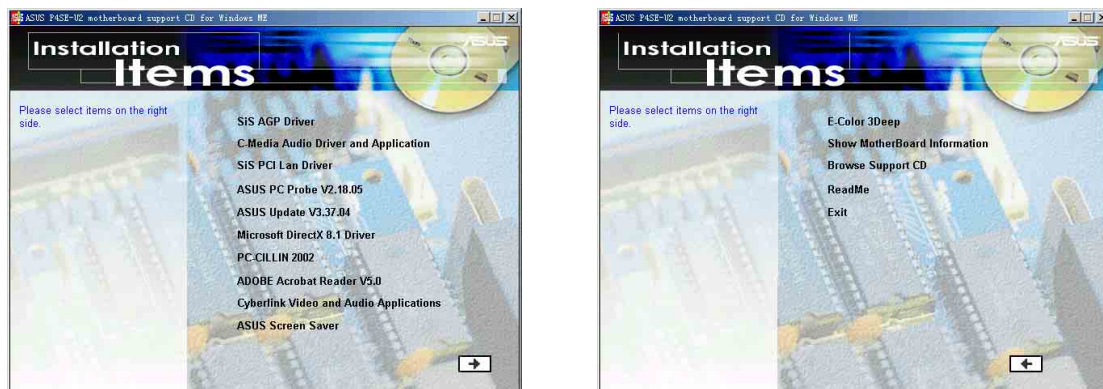 ASUS P4SE-U2 motherboard support CD for Windows ME
Installation
Items
ASUS
Please select items on the right
side.
SiS AGP Driver
C-Media Audio Driver and Application
SiS PCI Lan Driver
ASUS PC Probe V2.18.05
ASUS Update V3.37.04
Microsoft DirectX 8.1 Driver
PC-CILLIN 2002
ADOBE Acrobat Reader V5.0
Cyberlink Video and Audio Applications
ASUS Screen Saver
ASUS P4SE-U2 motherboard support CD for Windows ME
Installation
Items
ASUS
Please select items on the right
side.
E-Color 3Deep
Show MotherBoard Information
Browse Support CD
ReadMe
Exit